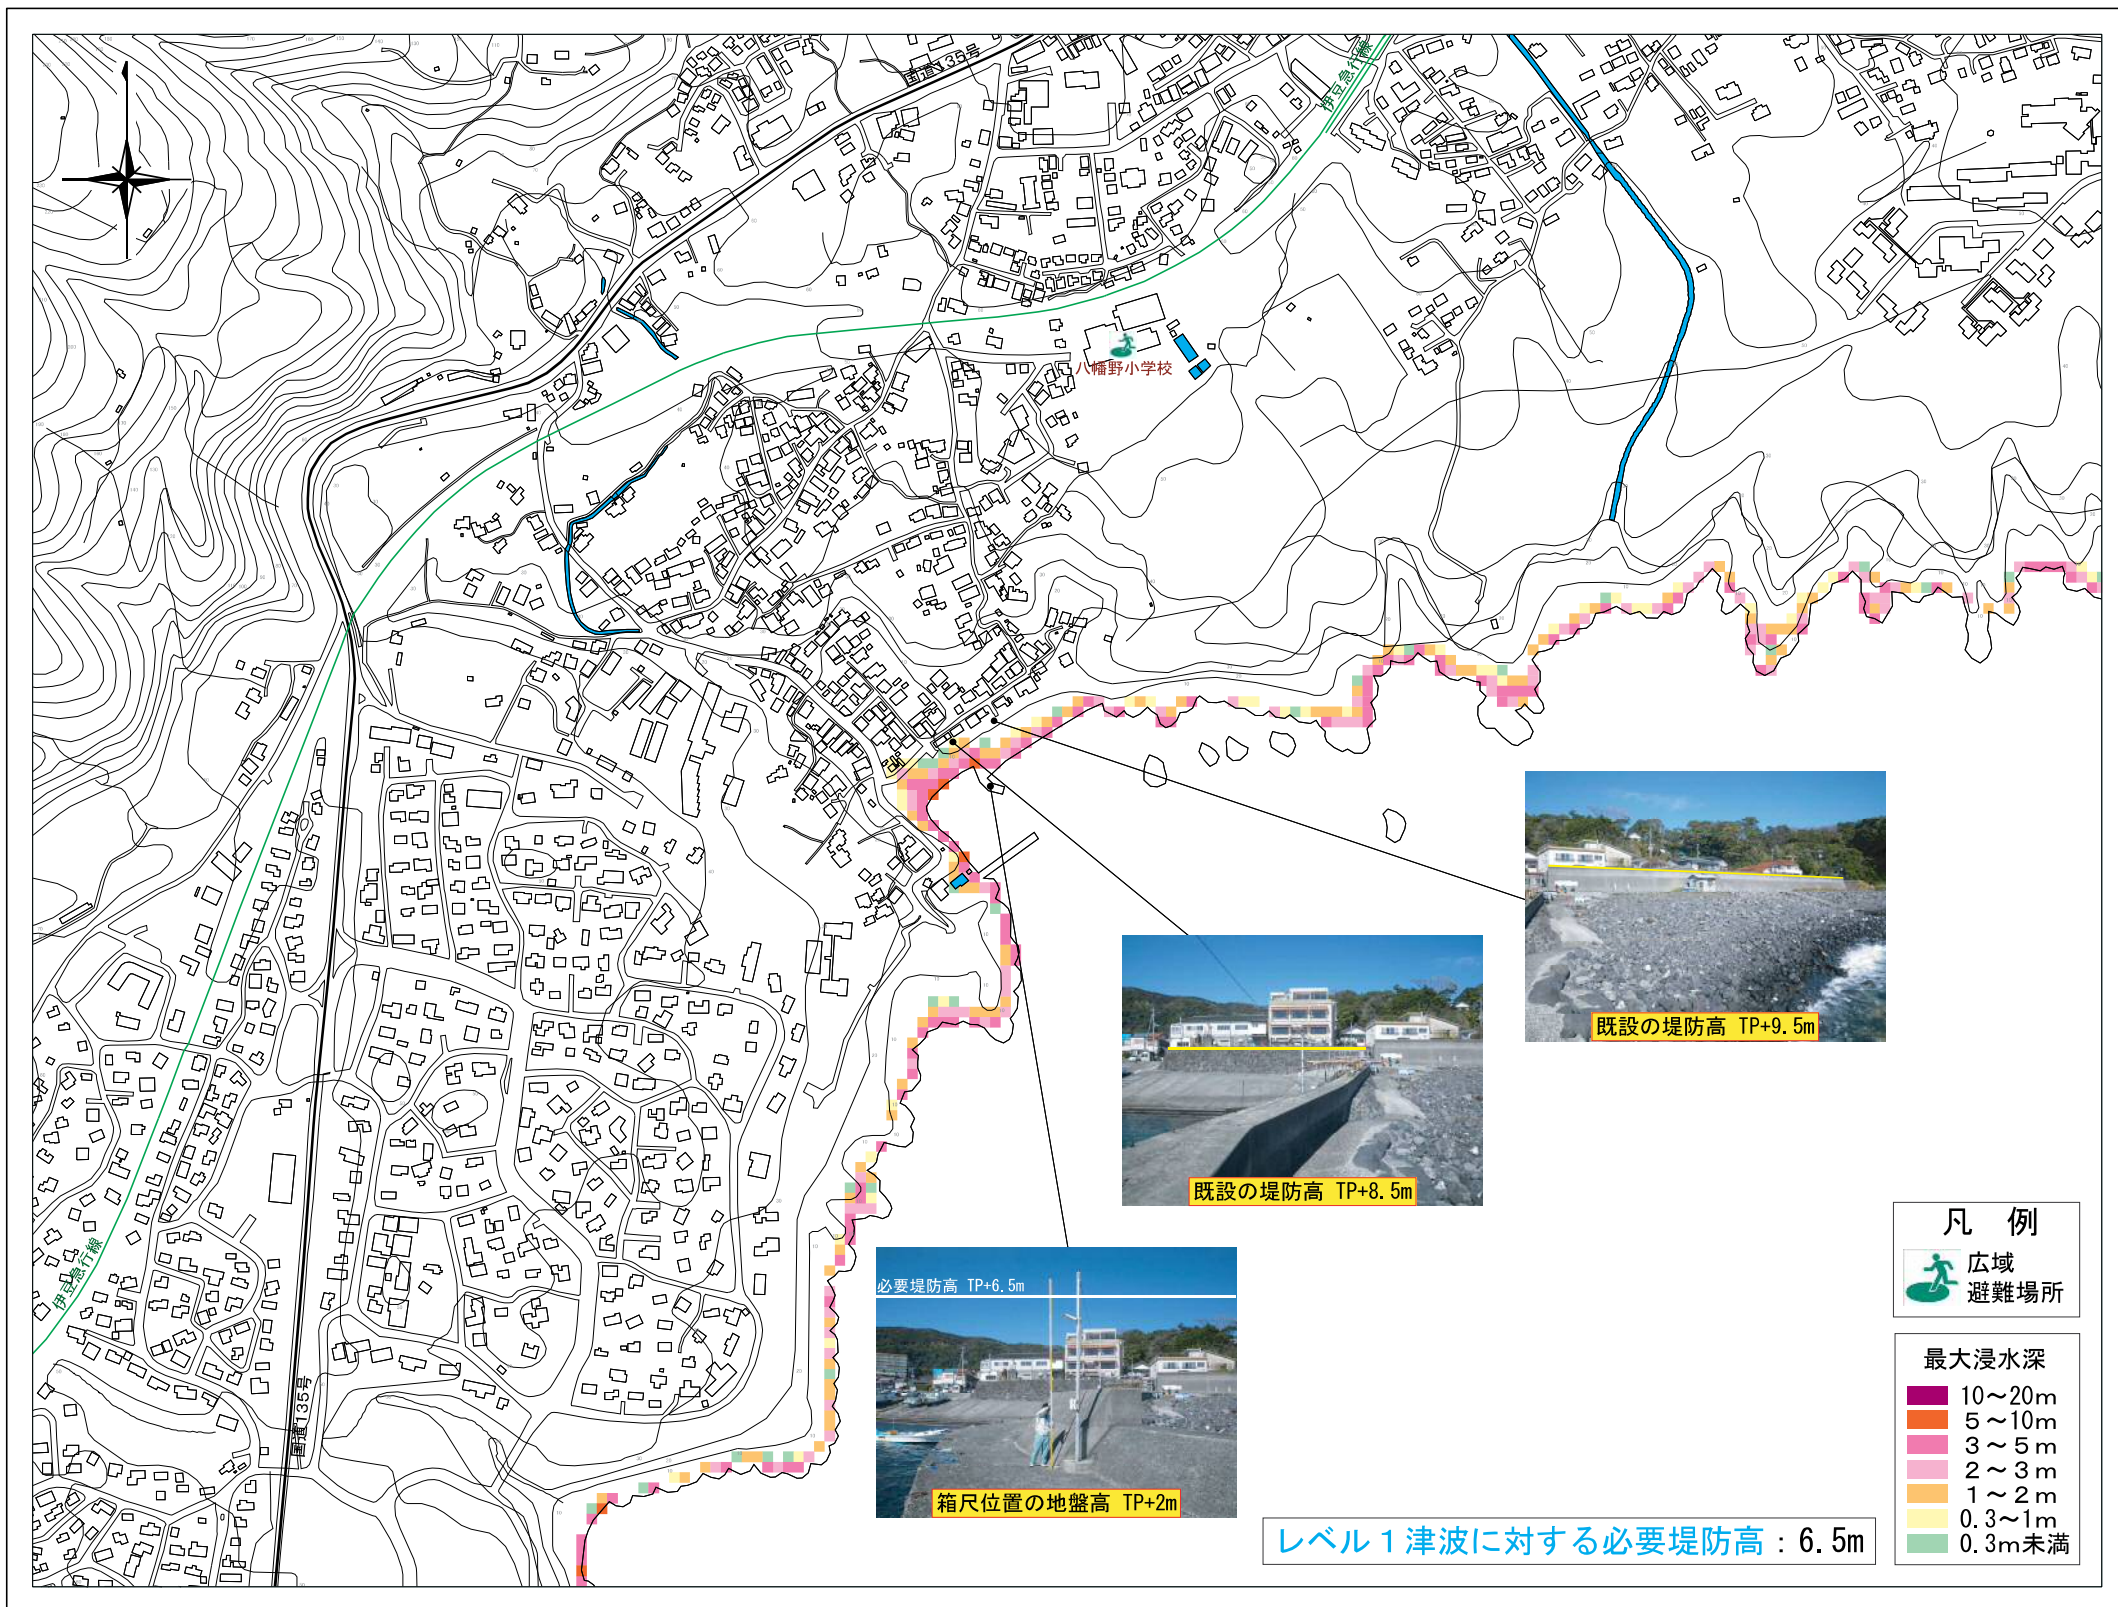 国道135号
伊豆急行線
八幡野小学校
既設の堤防高 TP+9.5m
既設の堤防高 TP+8.5m
必要堤防高 TP+6.5m
箱尺位置の地盤高 TP+2m
伊豆急行線
国道135号
凡 例
広域
避難場所
最大浸水深
10～20m
5～10m
3～5m
2～3m
1～2m
0.3～1m
0.3m未満
レベル1津波に対する必要堤防高：6.5m